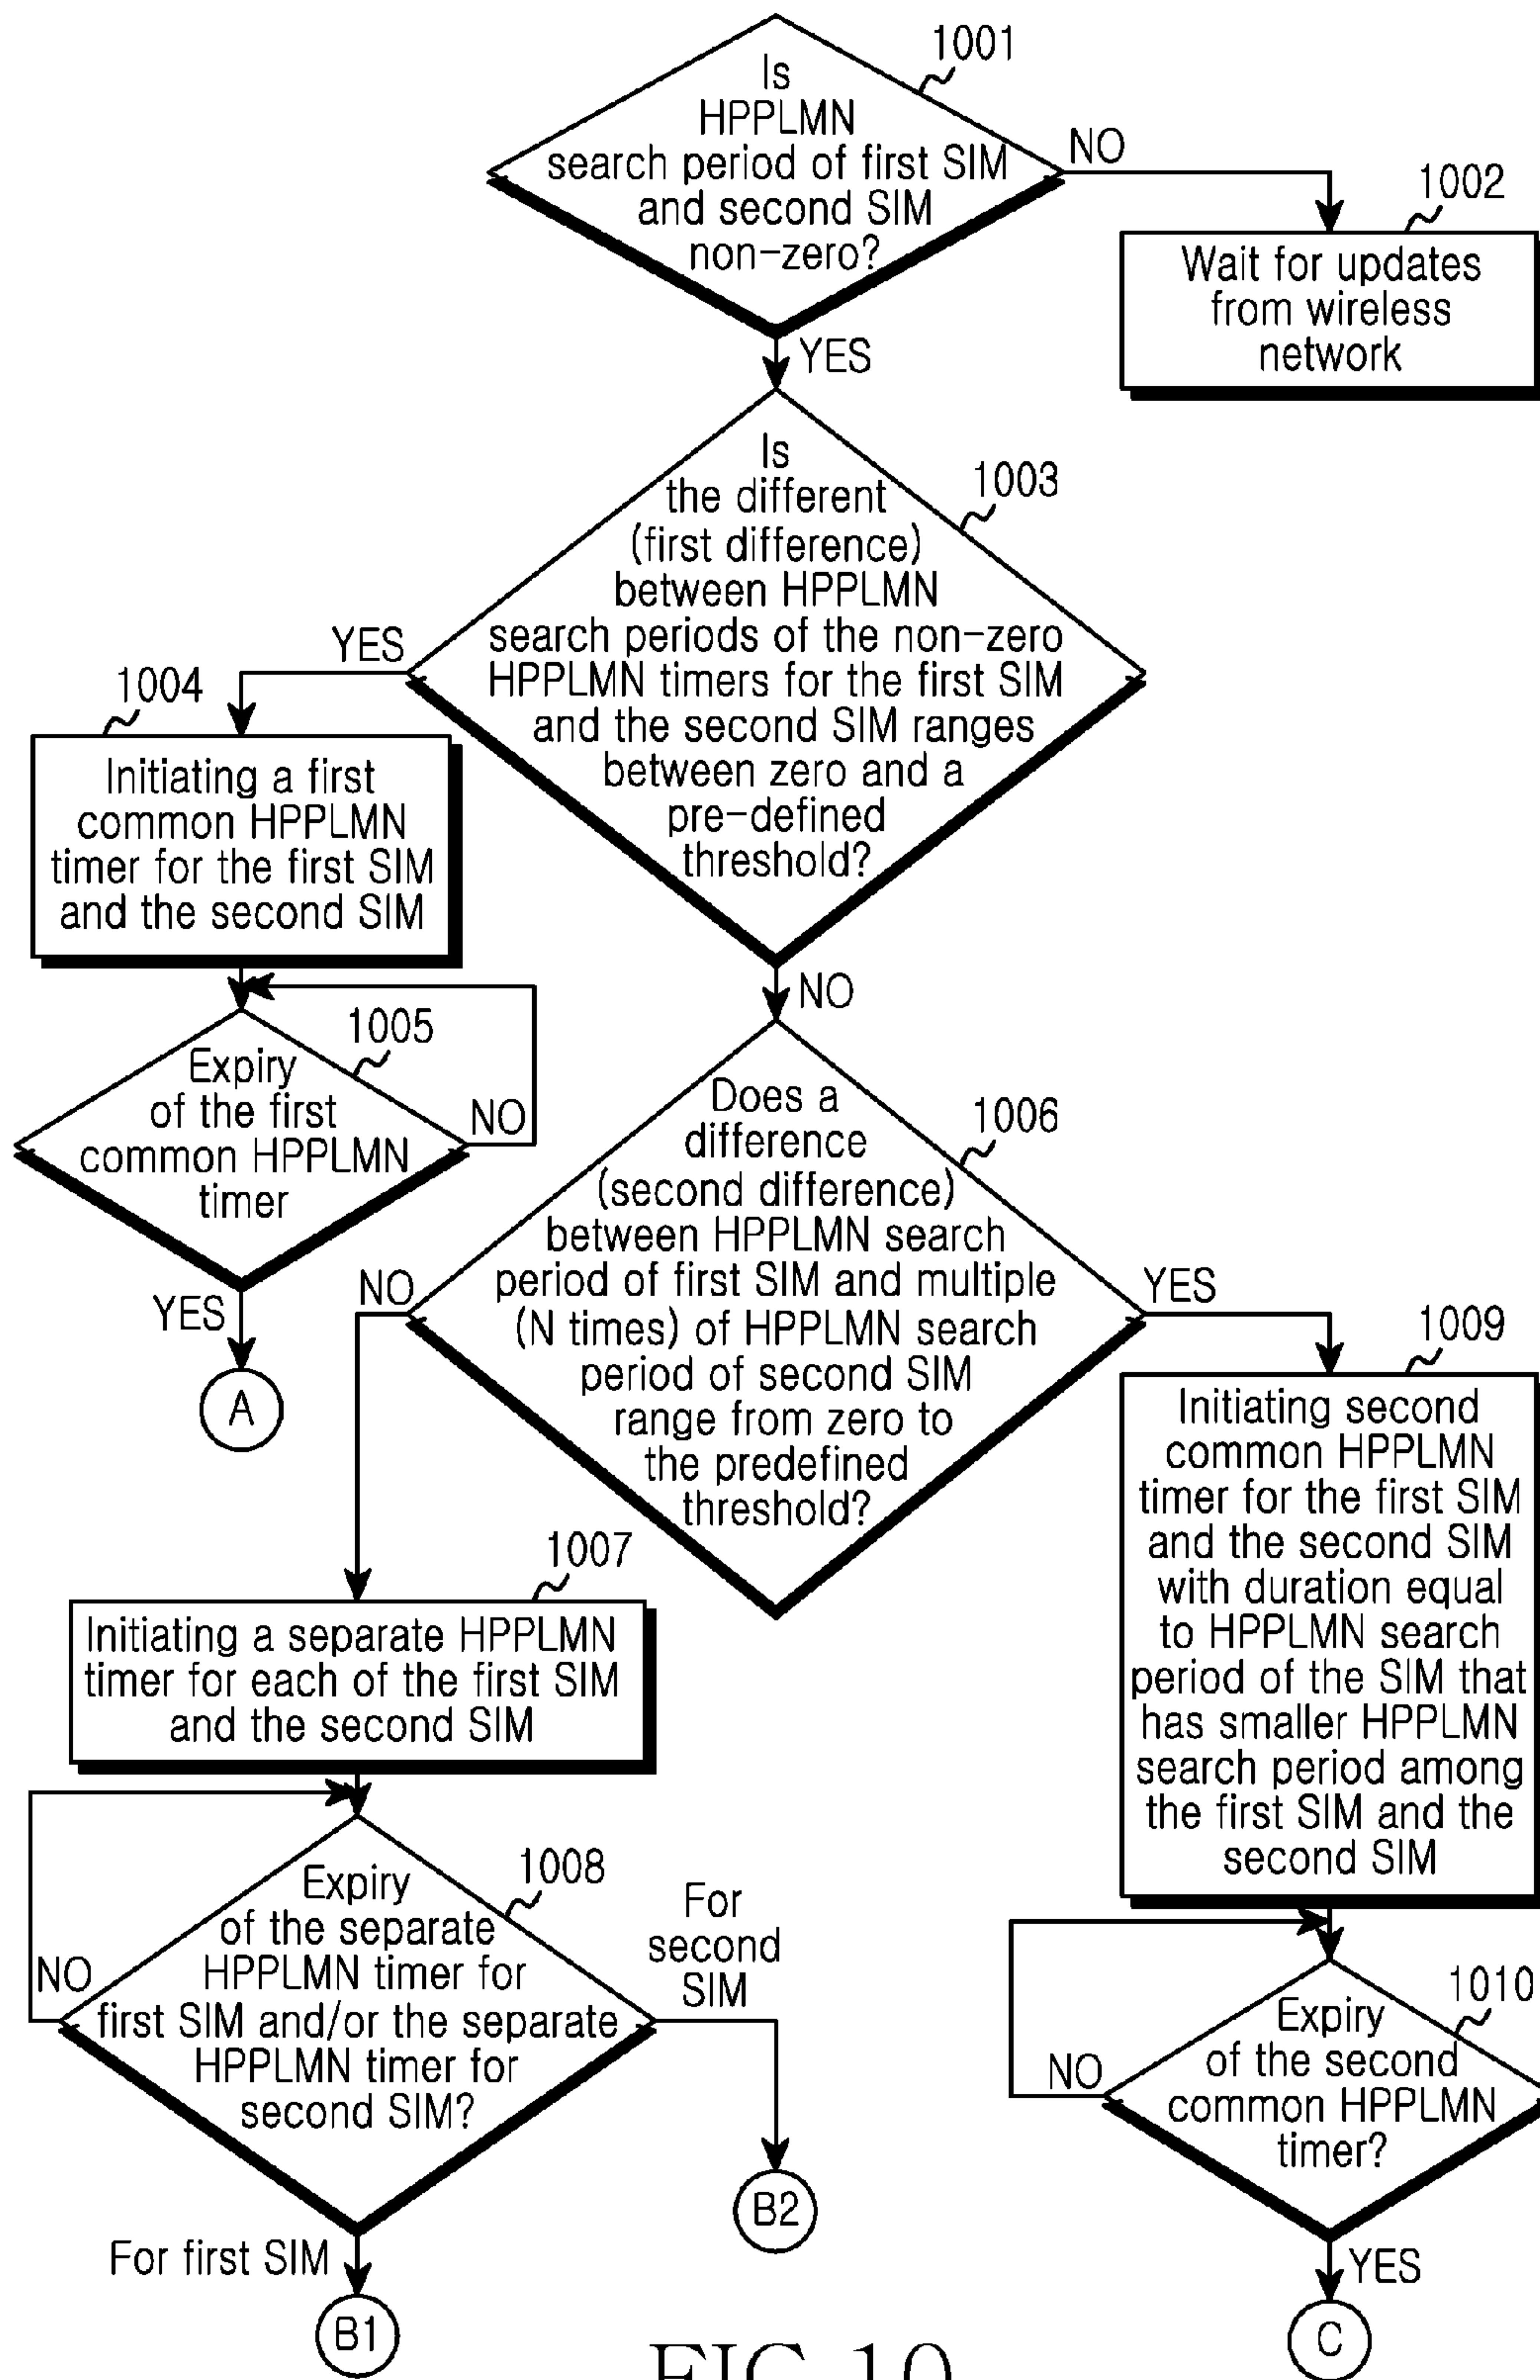 1001
Is
HPPLMN
search period of first SIM
and second SIM
non-zero?
NO
1002
Wait for updates
from wireless
network
YES
1003
Is
the different
(first difference)
between HPPLMN
search periods of the non-zero
HPPLMN timers for the first SIM
and the second SIM ranges
between zero and a
pre-defined
threshold?
YES
1004
Initiating a first
common HPPLMN
timer for the first SIM
and the second SIM
NO
1005
Expiry
of the first
common HPPLMN
timer
NO
YES
A
1006
Does a
difference
(second difference)
between HPPLMN search
period of first SIM and multiple
(N times) of HPPLMN search
period of second SIM
range from zero to
the predefined
threshold?
NO
YES
1007
Initiating a separate HPPLMN
timer for each of the first SIM
and the second SIM
1009
Initiating second
common HPPLMN
timer for the first SIM
and the second SIM
with duration equal
to HPPLMN search
period of the SIM that
has smaller HPPLMN
search period among
the first SIM and the
second SIM
1008
Expiry
of the separate
HPPLMN timer for
first SIM and/or the separate
HPPLMN timer for
second SIM?
NO
For
second
SIM
B2
For first SIM
B1
1010
Expiry
of the second
common HPPLMN
timer?
NO
YES
C
FIG.10